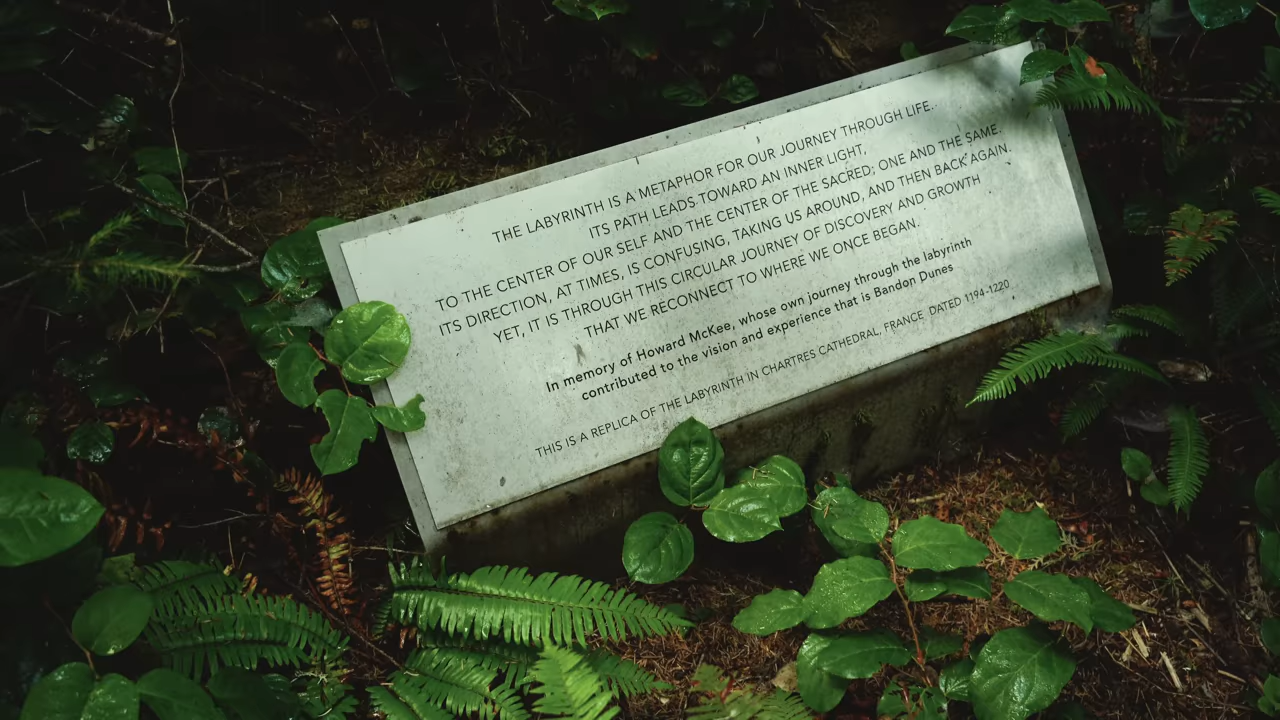 THE LABYRINTH IS A METAPHOR FOR OUR JOURNEY THROUGH LIFE.
ITS PATH LEADS TOWARD AN INNER LIGHT,
TO THE CENTER OF OUR SELF AND THE CENTER OF THE SACRED; ONE AND THE SAME.
ITS DIRECTION, AT TIMES, IS CONFUSING, TAKING US AROUND, AND THEN BACK AGAIN.
YET, IT IS THROUGH THIS CIRCULAR JOURNEY OF DISCOVERY AND GROWTH
THAT WE RECONNECT TO WHERE WE ONCE BEGAN.
In memory of Howard McKee, whose own journey through the labyrinth
contributed to the vision and experience that is Bandon Dunes
THIS IS A REPLICA OF THE LABYRINTH IN CHARTRES CATHEDRAL, FRANCE DATED 1194-1220